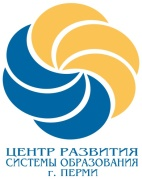 ЦЕНТР РАЗВИТИЯ
СИСТЕМЫ ОБРАЗОВАНИЯ
г. ПЕРМИ